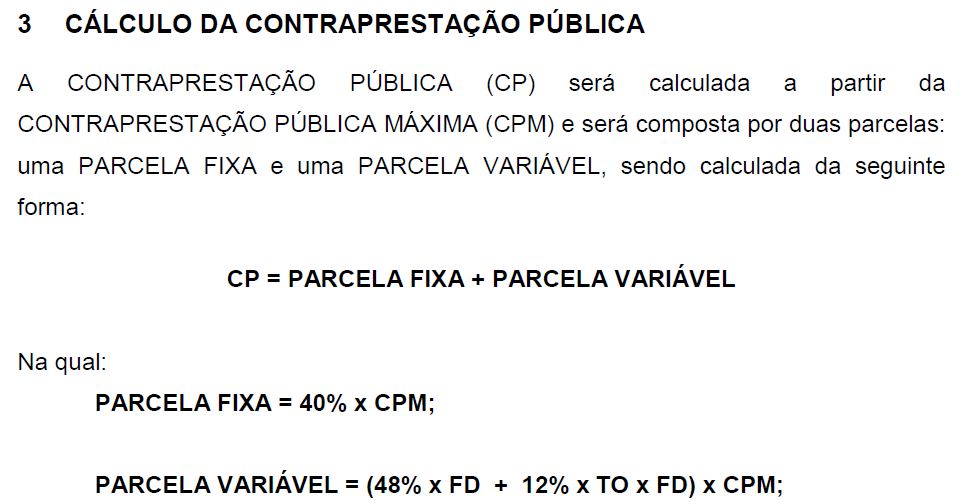 3 CÁLCULO DA CONTRAPRESTAÇÃO PÚBLICA
A CONTRAPRESTAÇÃO PÚBLICA (CP) será calculada a partir da
CONTRAPRESTAÇÃO PÚBLICA MÁXIMA (CPM) e será composta por duas parcelas:
uma PARCELA FIXA e uma PARCELA VARIÁVEL, sendo calculada da seguinte
forma:
CP = PARCELA FIXA + PARCELA VARIÁVEL
Na qual:
PARCELA FIXA = 40% x CPM;
PARCELA VARIÁVEL = (48% x FD + 12% x TO x FD) x CPM;